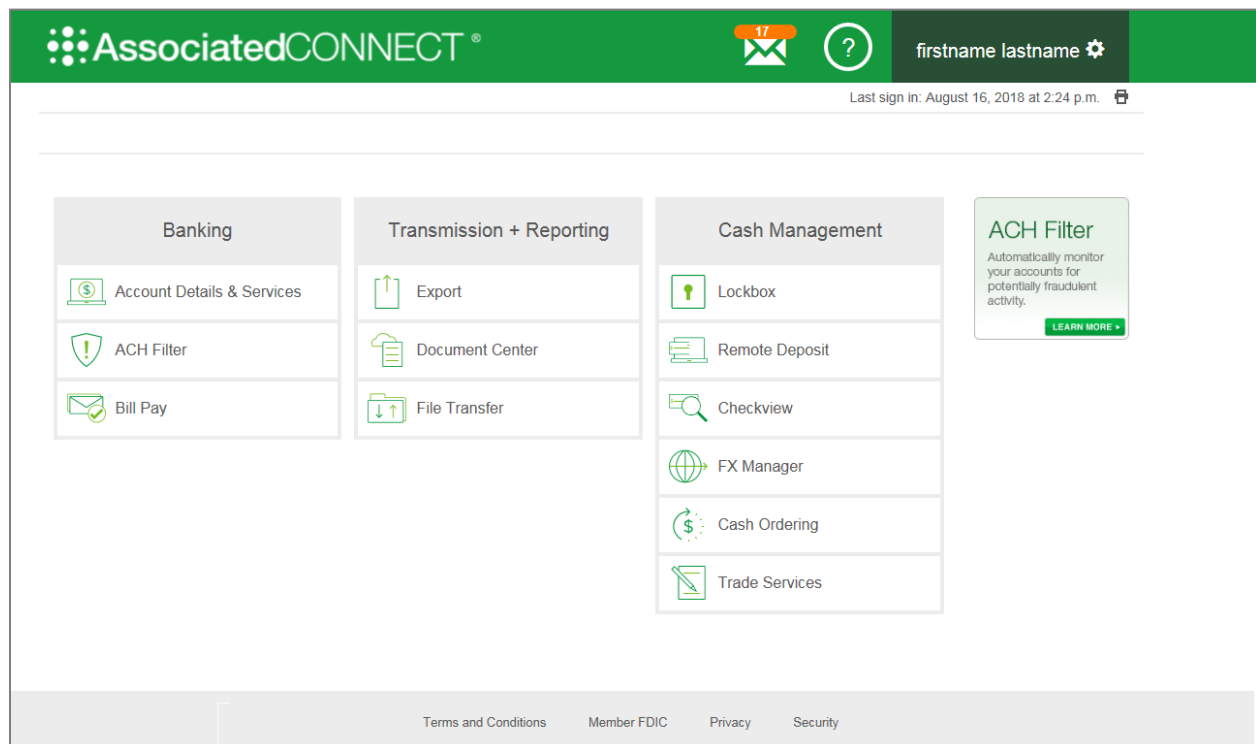 AssociatedCONNECT ®
17
?
firstname lastname
Last sign in: August 16, 2018 at 2:24 p.m.
Banking
Account Details & Services
ACH Filter
Bill Pay
Transmission + Reporting
Export
Document Center
File Transfer
Cash Management
Lockbox
Remote Deposit
Checkview
FX Manager
Cash Ordering
Trade Services
ACH Filter
Automatically monitor
your accounts for
potentially fraudulent
activity.
LEARN MORE
Terms and Conditions Member FDIC Privacy Security